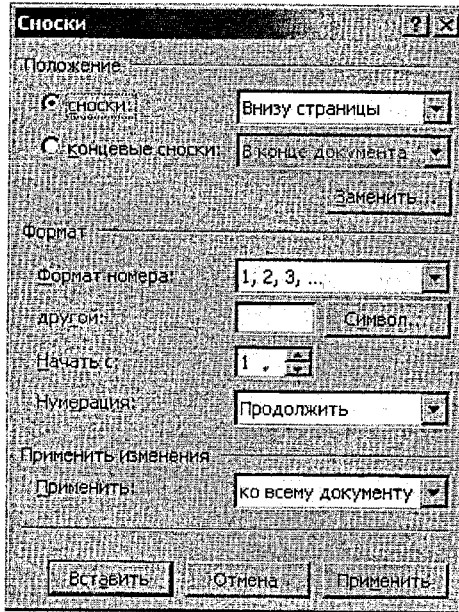 Сноски
Положение
сноски: Внизу страницы
концевые сноски: В конце документа
Заменить...
Формат
Формат номера: 1, 2, 3, ...
другой: Символ...
Начать с: 1
Нумерация: Продолжить
Применить изменения
Применить: ко всему документу
Вставить Отмена Применить